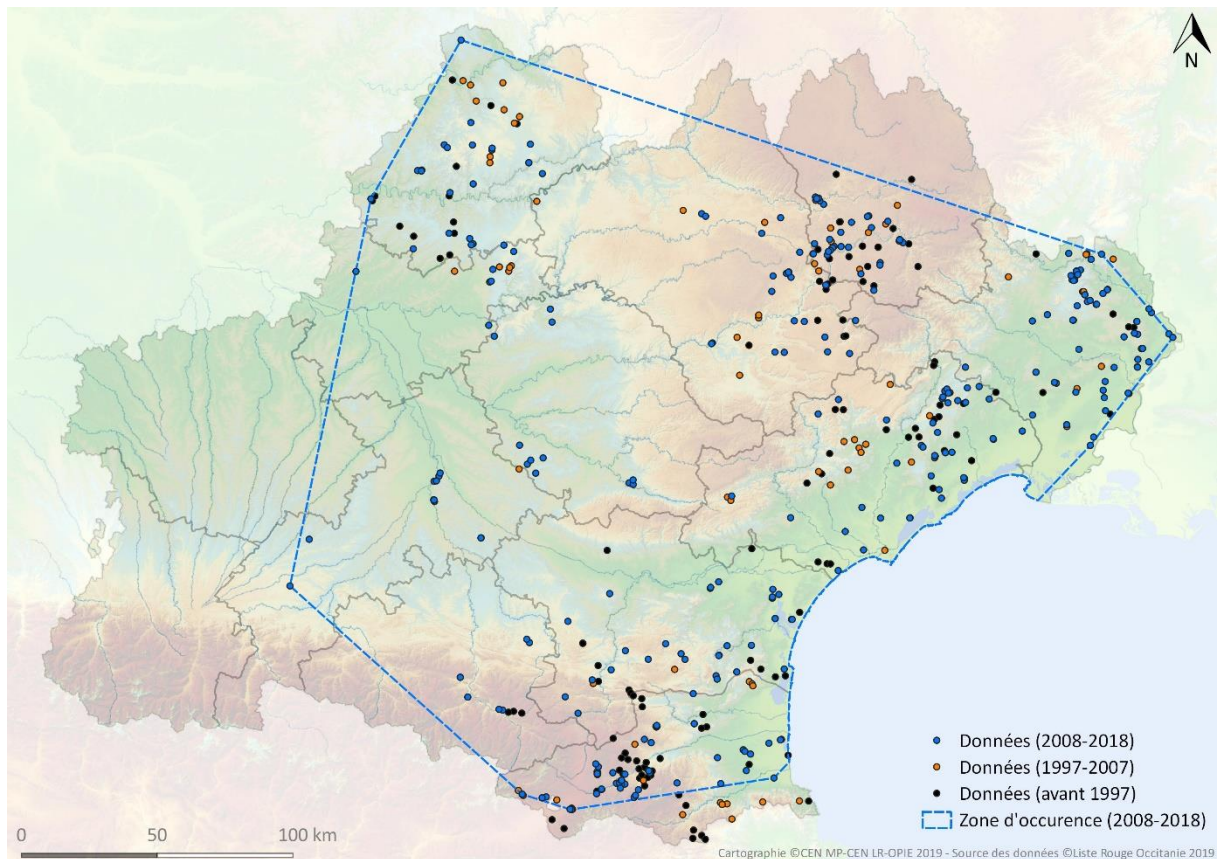 N
Données (2008-2018)
Données (1997-2007)
Données (avant 1997)
Zone d'occurence (2008-2018)
0 50 100 km
Cartographie ©CEN MP-CEN LR-OPIE 2019 - Source des données ©Liste Rouge Occitanie 2019